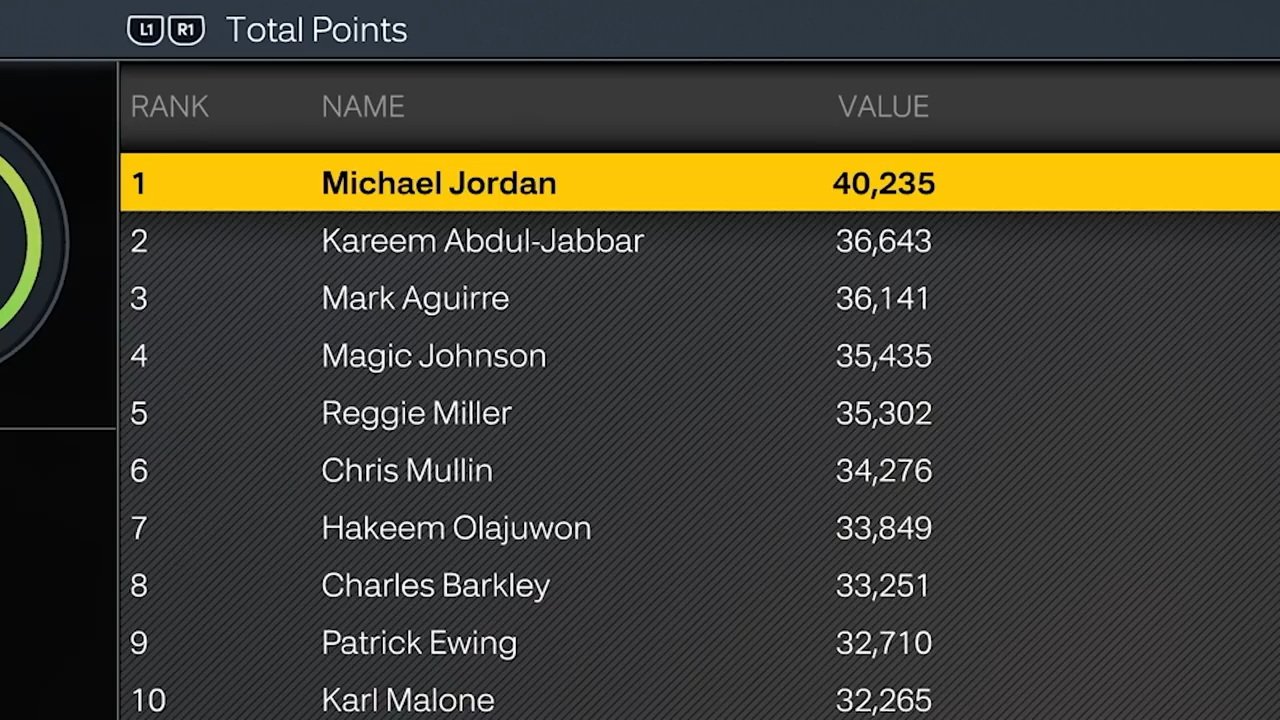 L1 R1 Total Points
RANK NAME VALUE
1 Michael Jordan 40,235
2 Kareem Abdul-Jabbar 36,643
3 Mark Aguirre 36,141
4 Magic Johnson 35,435
5 Reggie Miller 35,302
6 Chris Mullin 34,276
7 Hakeem Olajuwon 33,849
8 Charles Barkley 33,251
9 Patrick Ewing 32,710
10 Karl Malone 32,265